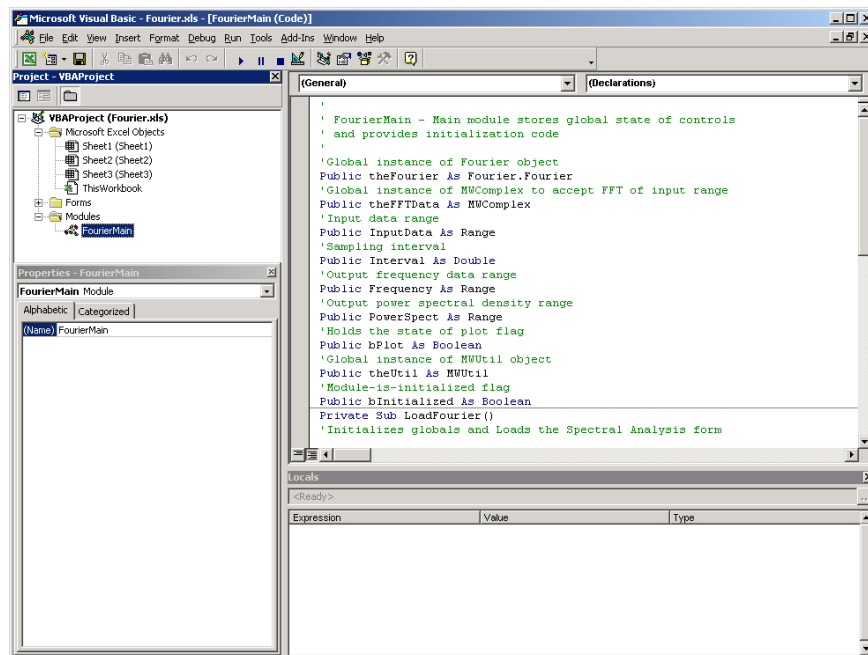 Microsoft Visual Basic - Fourier.xls - [FourierMain (Code)]
File Edit View Insert Format Debug Run Tools Add-Ins Window Help
Project - VBAProject
VBAProject (Fourier.xls)
Microsoft Excel Objects
Sheet1 (Sheet1)
Sheet2 (Sheet2)
Sheet3 (Sheet3)
ThisWorkbook
Forms
Modules
FourierMain
Properties - FourierMain
FourierMain Module
Alphabetic Categorized
(Name) FourierMain
(General) (Declarations)
'
' FourierMain - Main module stores global state of controls
' and provides initialization code
'
'Global instance of Fourier object
Public theFourier As Fourier.Fourier
'Global instance of MWComplex to accept FFT of input range
Public theFFTData As MWComplex
'Input data range
Public InputData As Range
'Sampling interval
Public Interval As Double
'Output frequency data range
Public Frequency As Range
'Output power spectral density range
Public PowerSpect As Range
'Holds the state of plot flag
Public bPlot As Boolean
'Global instance of MWUtil object
Public theUtil As MWUtil
'Module-is-initialized flag
Public bInitialized As Boolean
Private Sub LoadFourier()
'Initializes globals and Loads the Spectral Analysis form
Locals
<Ready>
...
Expression Value Type